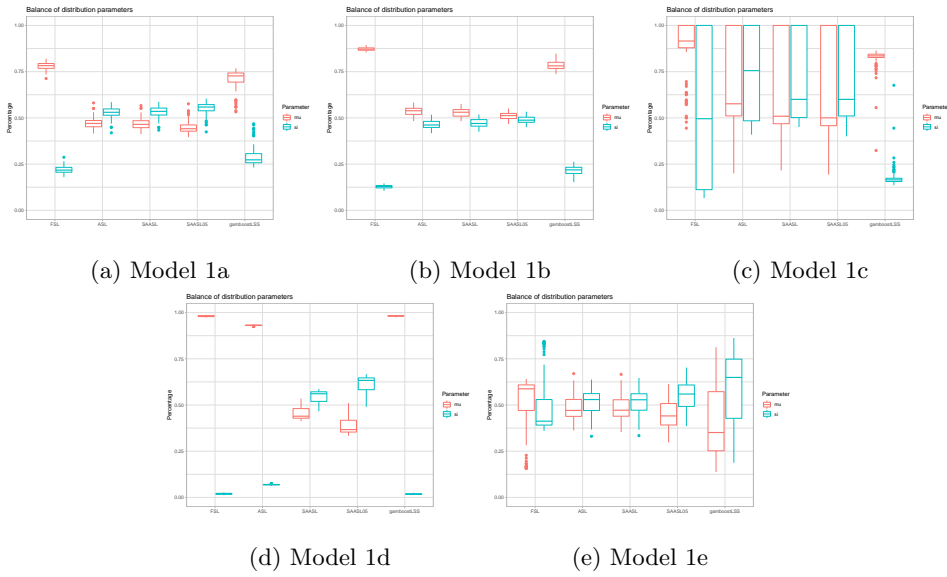 Balance of distribution parameters
Percentage
1.00
0.75
0.50
0.25
0.00
FSL
ASL
SAASL
SAASL05
gamboostLSS
Parameter
mu
si
(a) Model 1a
Balance of distribution parameters
Percentage
1.00
0.75
0.50
0.25
0.00
FSL
ASL
SAASL
SAASL05
gamboostLSS
Parameter
mu
si
(b) Model 1b
Balance of distribution parameters
Percentage
1.00
0.75
0.50
0.25
0.00
FSL
ASL
SAASL
SAASL05
gamboostLSS
Parameter
mu
si
(c) Model 1c
Balance of distribution parameters
Percentage
1.00
0.75
0.50
0.25
0.00
FSL
ASL
SAASL
SAASL05
gamboostLSS
Parameter
mu
si
(d) Model 1d
Balance of distribution parameters
Percentage
1.00
0.75
0.50
0.25
0.00
FSL
ASL
SAASL
SAASL05
gamboostLSS
Parameter
mu
si
(e) Model 1e